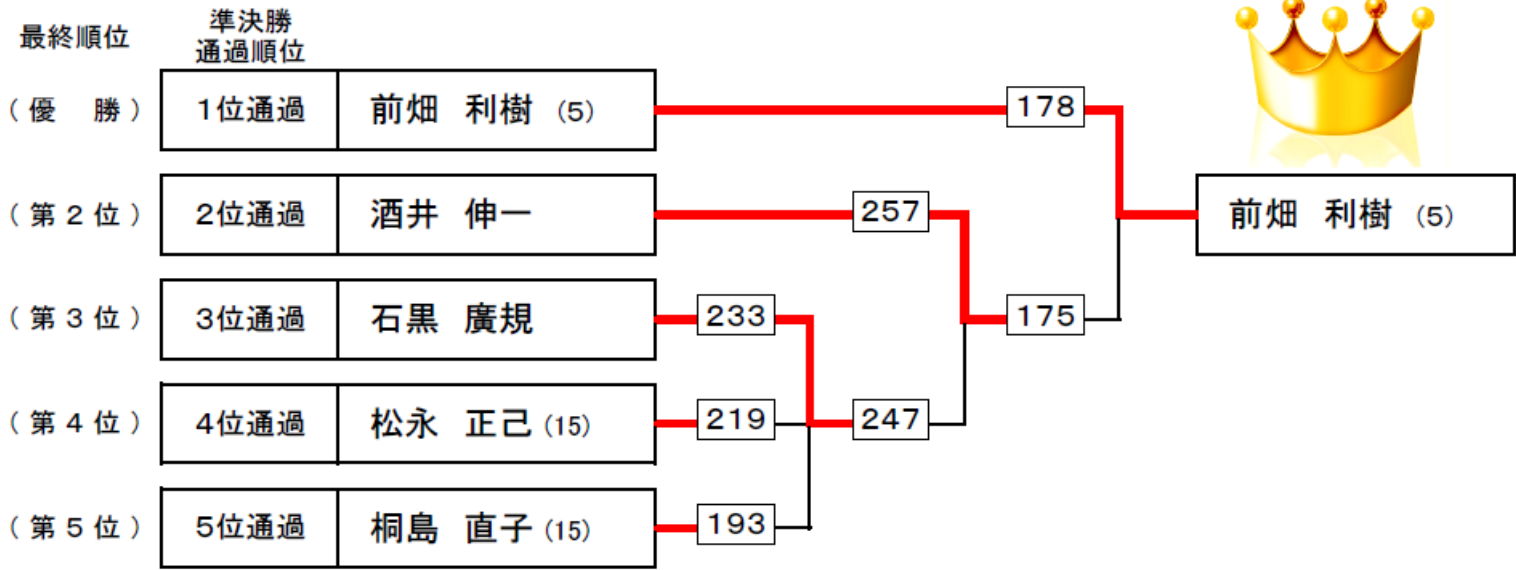 最終順位
準決勝
通過順位
（優　勝） 1位通過 前畑　利樹 (5) 178
（第2位） 2位通過 酒井　伸一 257 前畑　利樹 (5)
（第3位） 3位通過 石黒　廣規 233 175
（第4位） 4位通過 松永　正己 (15) 219 247
（第5位） 5位通過 桐島　直子 (15) 193